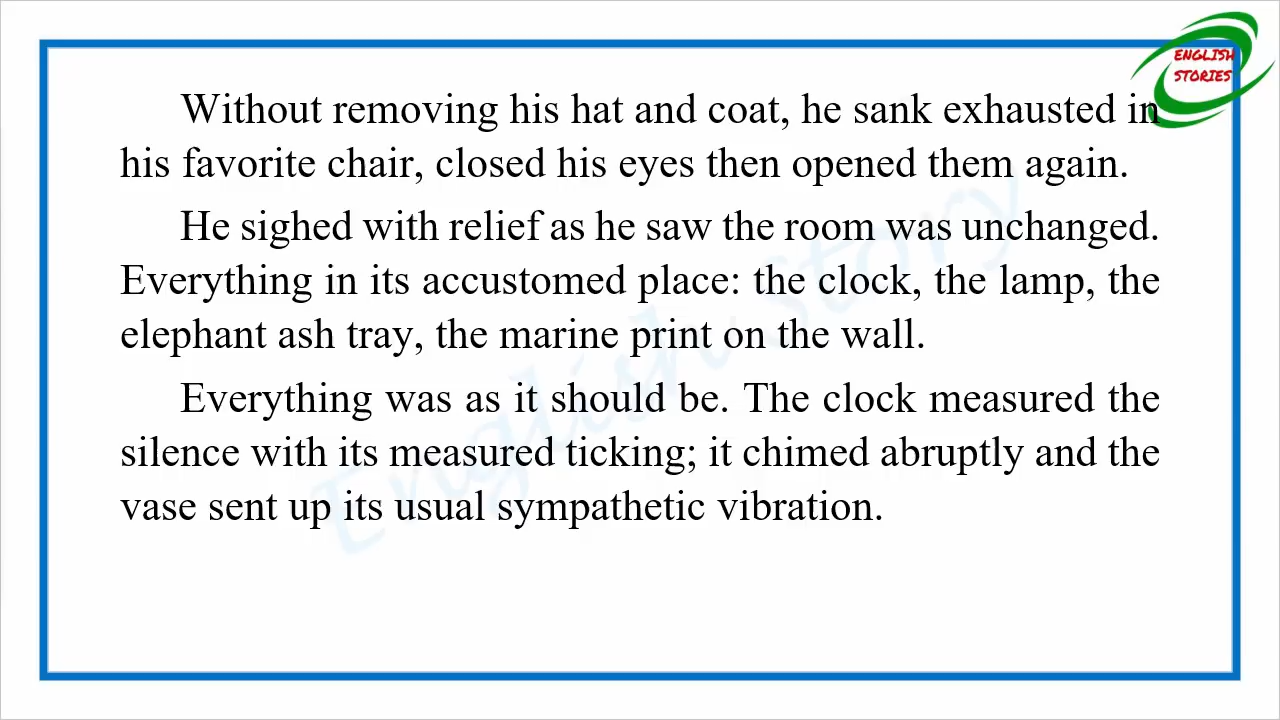 ENGLISH
STORIES
Without removing his hat and coat, he sank exhausted in
his favorite chair, closed his eyes then opened them again.
He sighed with relief as he saw the room was unchanged.
Everything in its accustomed place: the clock, the lamp, the
elephant ash tray, the marine print on the wall.
Everything was as it should be. The clock measured the
silence with its measured ticking; it chimed abruptly and the
vase sent up its usual sympathetic vibration.
English Story